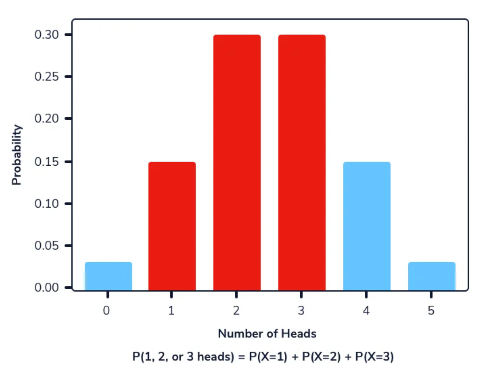 0.30
0.25
0.20
0.15
0.10
0.05
0.00
Probability
0 1 2 3 4 5
Number of Heads
P(1, 2, or 3 heads) = P(X=1) + P(X=2) + P(X=3)